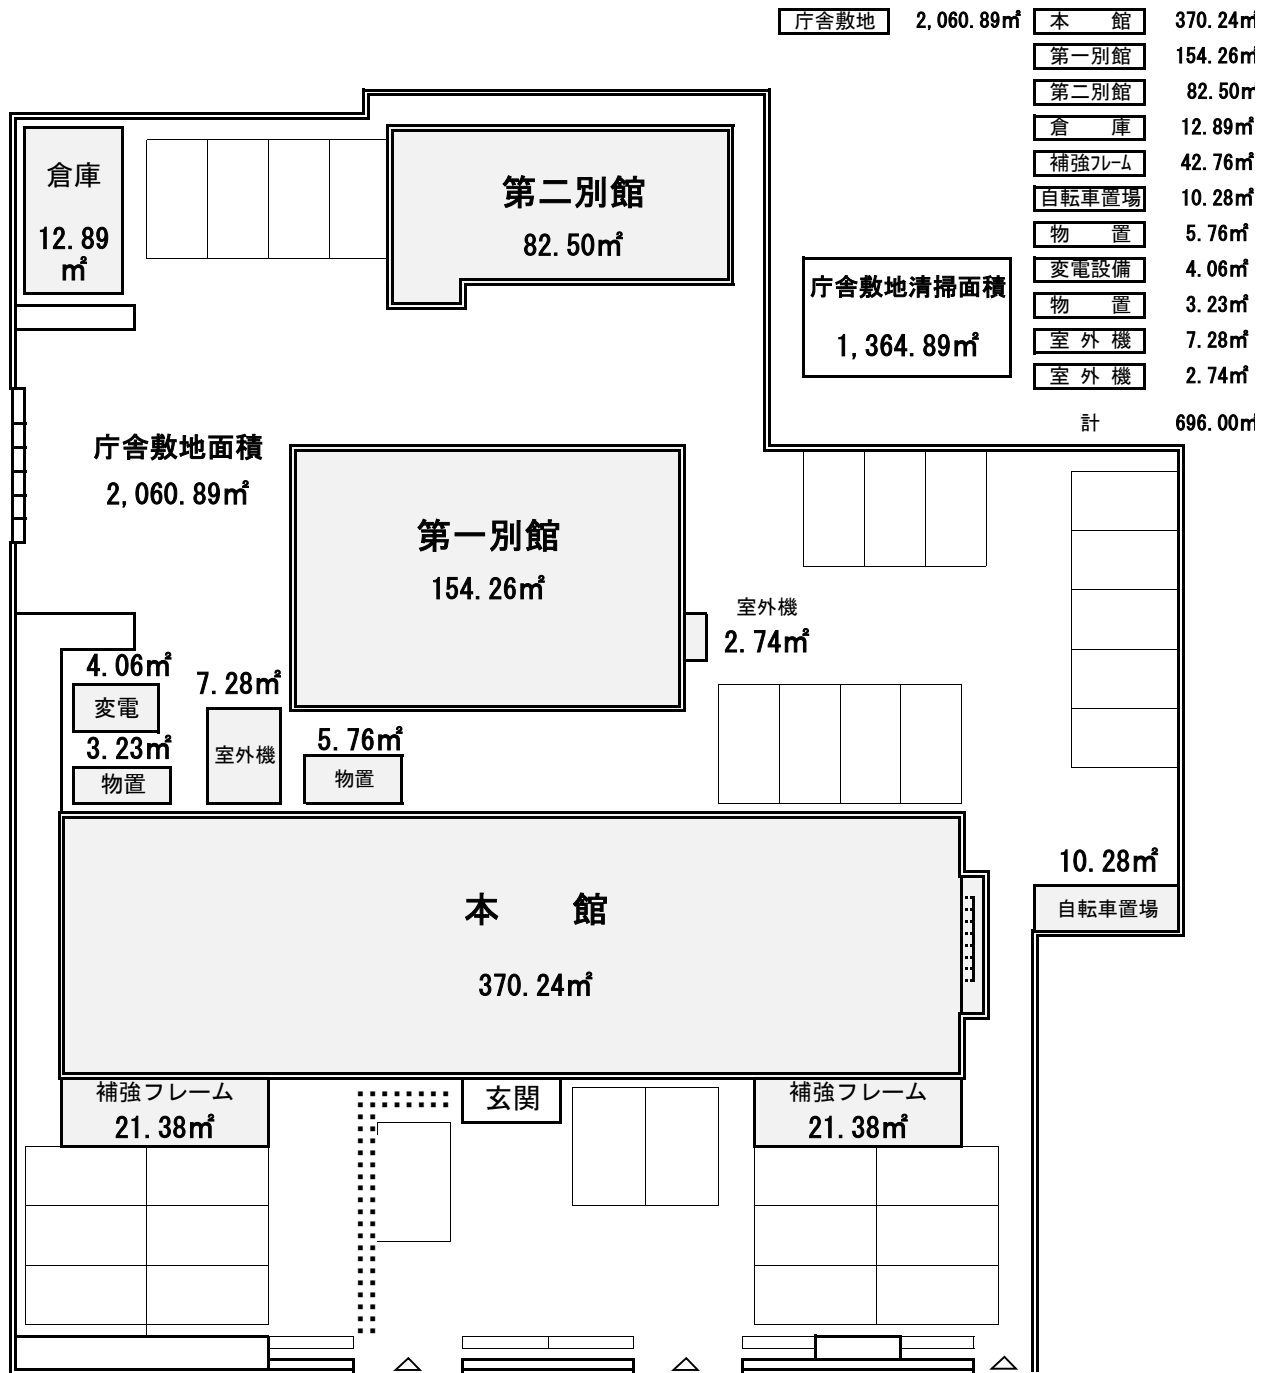 庁舎敷地 2,060.89㎡ 本 館 370.24㎡
第一別館 154.26㎡
第二別館 82.50㎡
倉 庫 12.89㎡
補強フレーム 42.76㎡
自転車置場 10.28㎡
物 置 5.76㎡
変電設備 4.06㎡
物 置 3.23㎡
室 外 機 7.28㎡
室 外 機 2.74㎡
計 696.00㎡
倉庫
12.89
㎡
第二別館
82.50㎡
庁舎敷地清掃面積
1,364.89㎡
庁舎敷地面積
2,060.89㎡
第一別館
154.26㎡
室外機
2.74㎡
4.06㎡
変電
3.23㎡
物置
7.28㎡
室外機
5.76㎡
物置
10.28㎡
自転車置場
本 館
370.24㎡
補強フレーム
21.38㎡
玄関
補強フレーム
21.38㎡